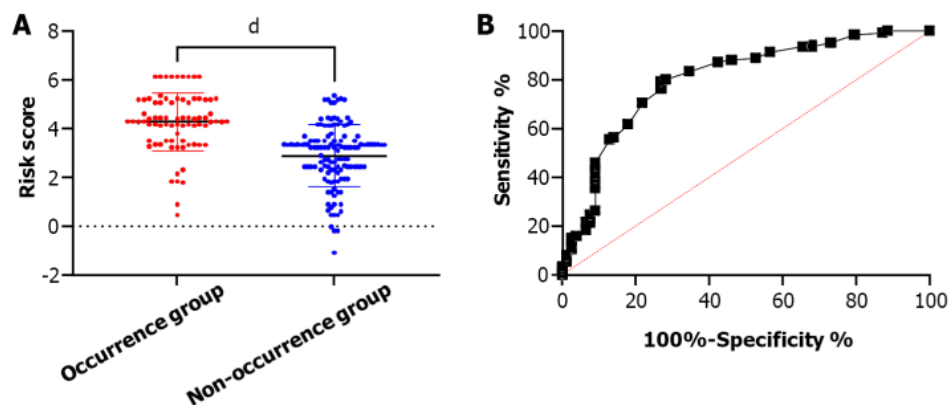 A
d
Risk score
8
6
4
2
0
-2
Occurrence group
Non-occurrence group
B
Sensitivity %
100
80
60
40
20
0
0 20 40 60 80 100
100%-Specificity %